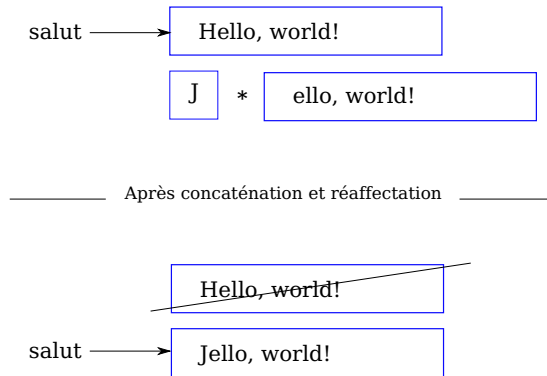 salut Hello, world!
J * ello, world!
Après concaténation et réaffectation
Hello, world!
salut Jello, world!